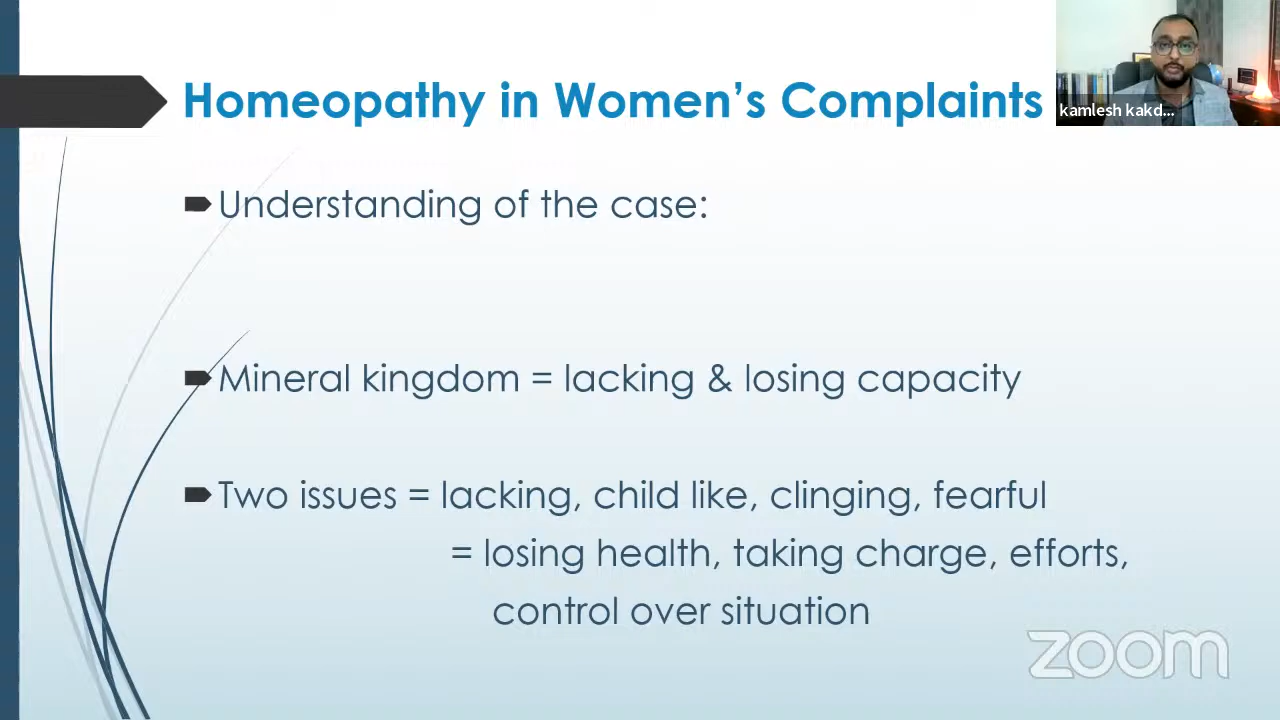 Homeopathy in Women’s Complaints
kamlesh kakd...
Understanding of the case:
Mineral kingdom = lacking & losing capacity
Two issues = lacking, child like, clinging, fearful
= losing health, taking charge, efforts,
control over situation
zoom